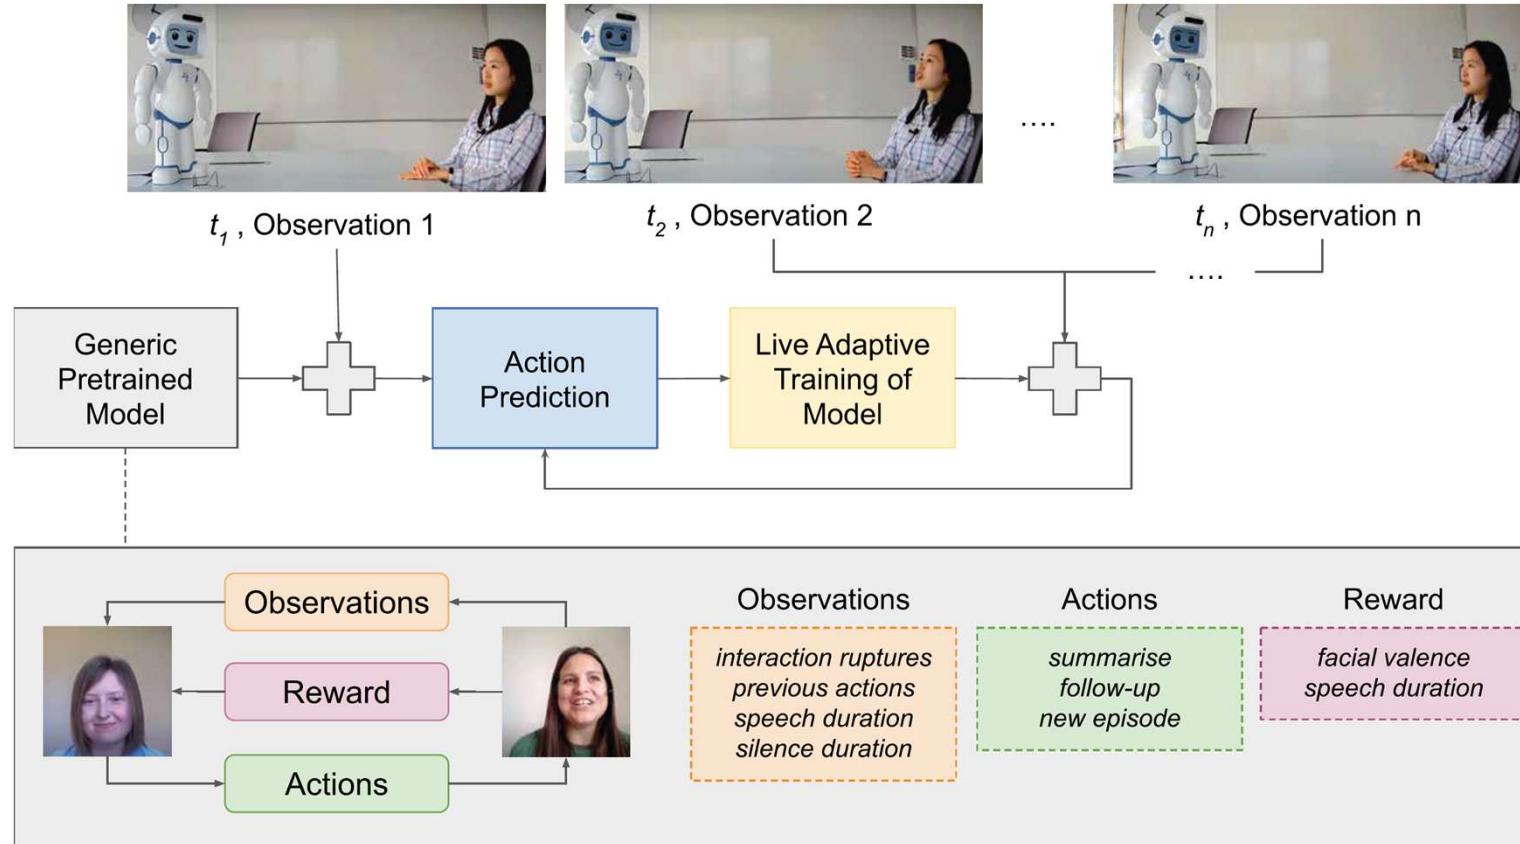 ....
t1 , Observation 1
t2 , Observation 2
tn , Observation n
....
Generic
Pretrained
Model
Action
Prediction
Live Adaptive
Training of
Model
Observations
Reward
Actions
Observations
interaction ruptures
previous actions
speech duration
silence duration
Actions
summarise
follow-up
new episode
Reward
facial valence
speech duration